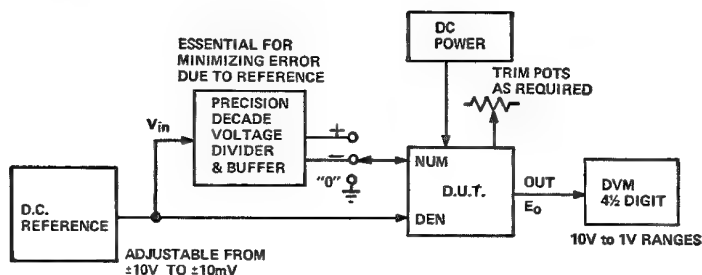 DC
POWER
ESSENTIAL FOR
MINIMIZING ERROR
DUE TO REFERENCE
TRIM POTS
AS REQUIRED
PRECISION
DECADE
VOLTAGE
DIVIDER
& BUFFER
Vin
+
−
"0"
NUM
D.U.T.
DEN
OUT
Eo
DVM
4½ DIGIT
10V to 1V RANGES
D.C.
REFERENCE
ADJUSTABLE FROM
±10V TO ±10mV